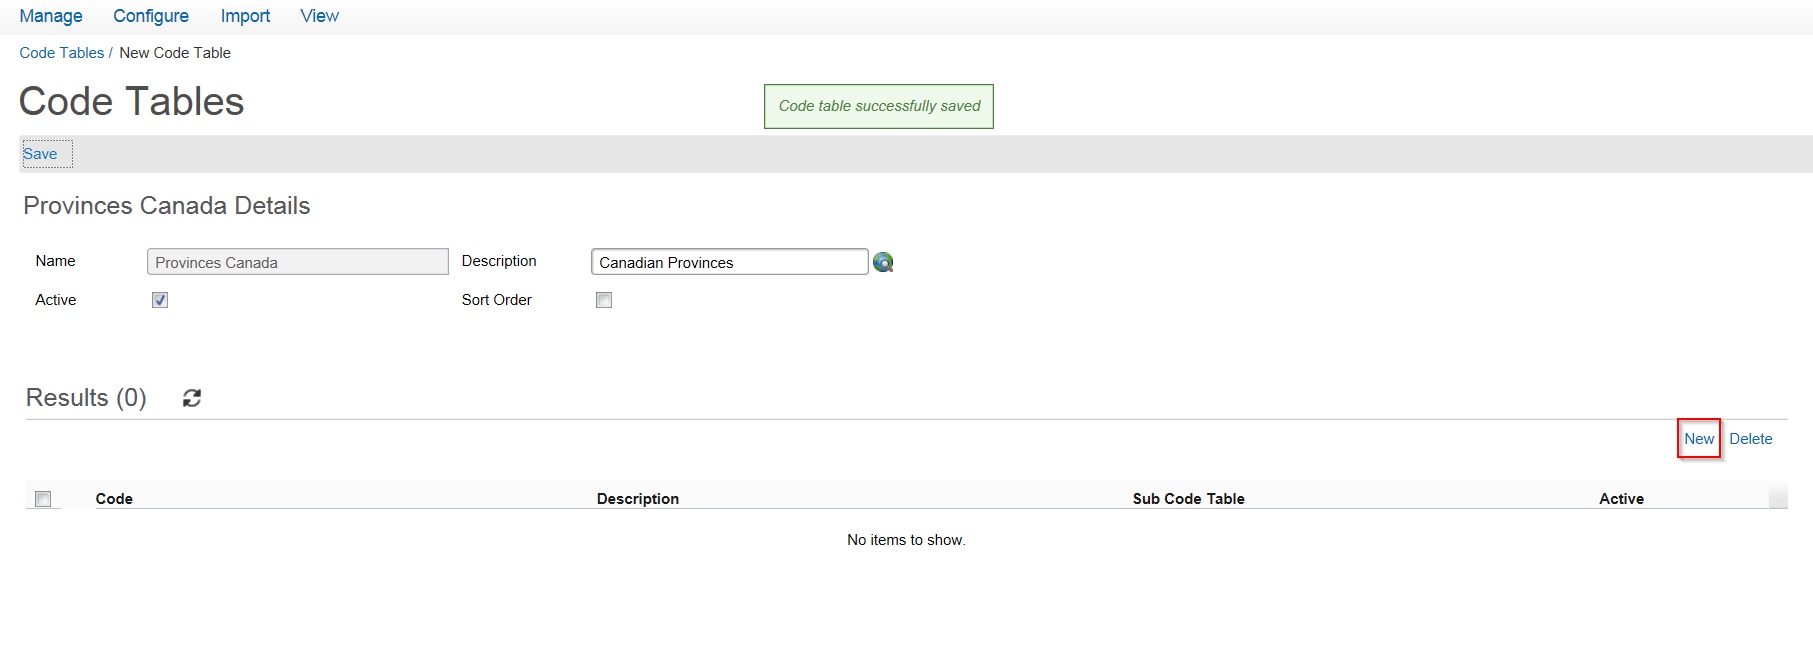 Manage Configure Import View
Code Tables / New Code Table
Code Tables
Code table successfully saved
Save
Provinces Canada Details
Name Provinces Canada Description Canadian Provinces
Active Sort Order
Results (0)
New Delete
Code Description Sub Code Table Active
No items to show.